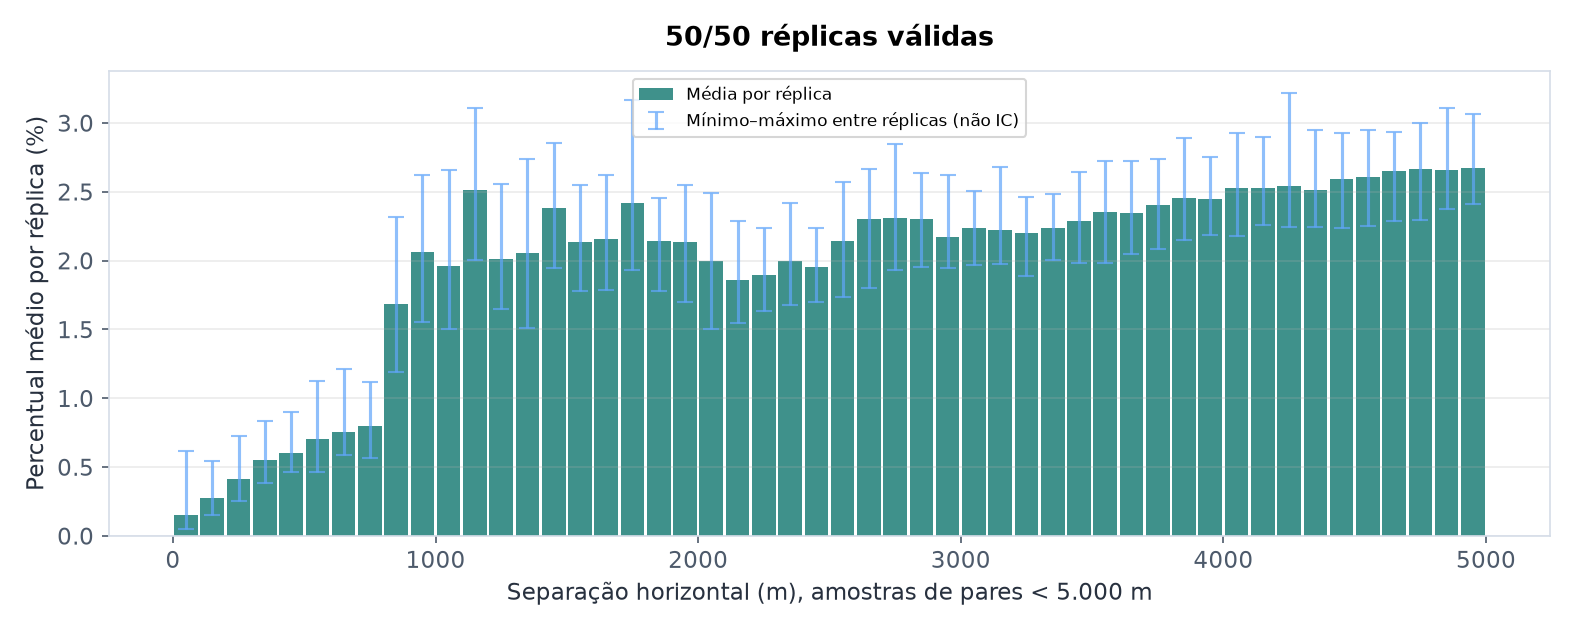 50/50 réplicas válidas
Média por réplica
Mínimo–máximo entre réplicas (não IC)
Percentual médio por réplica (%)
3.0
2.5
2.0
1.5
1.0
0.5
0.0
0 1000 2000 3000 4000 5000
Separação horizontal (m), amostras de pares < 5.000 m